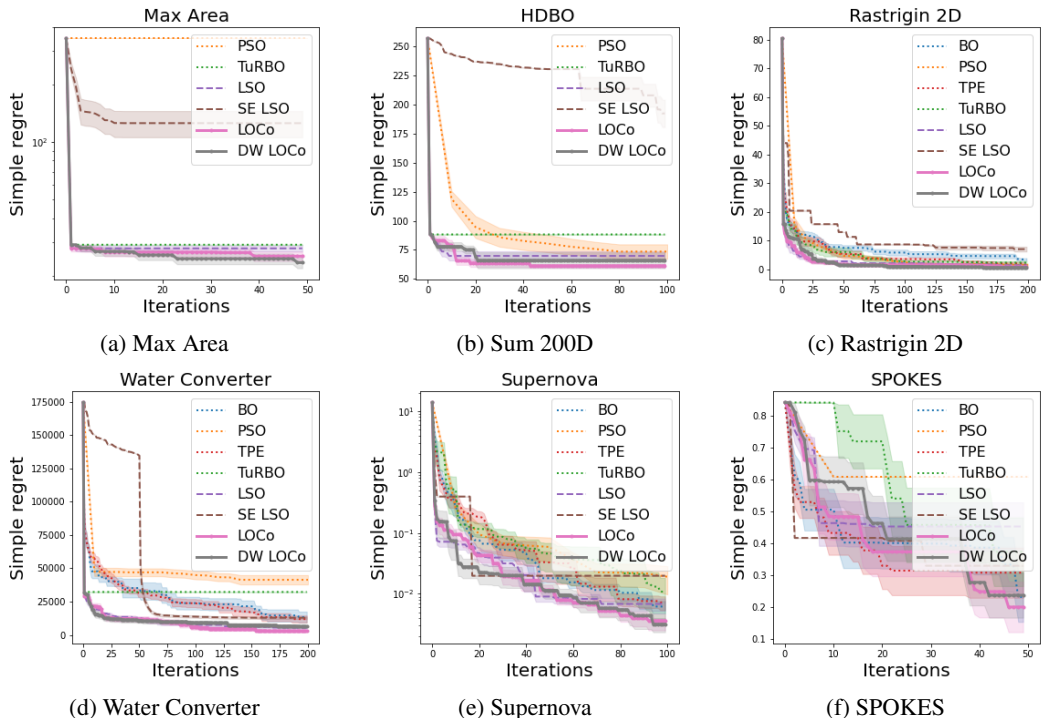 Max Area
Simple regret
10²
PSO
TuRBO
LSO
SE LSO
LOCo
DW LOCo
0 10 20 30 40 50
Iterations
(a) Max Area
HDBO
Simple regret
250
225
200
175
150
125
100
75
50
PSO
TuRBO
LSO
SE LSO
LOCo
DW LOCo
0 20 40 60 80 100
Iterations
(b) Sum 200D
Rastrigin 2D
Simple regret
80
70
60
50
40
30
20
10
0
BO
PSO
TPE
TuRBO
LSO
SE LSO
LOCo
DW LOCo
0 25 50 75 100 125 150 175 200
Iterations
(c) Rastrigin 2D
Water Converter
Simple regret
175000
150000
125000
100000
75000
50000
25000
0
BO
PSO
TPE
TuRBO
LSO
SE LSO
LOCo
DW LOCo
0 25 50 75 100 125 150 175 200
Iterations
(d) Water Converter
Supernova
Simple regret
10¹
10⁰
10⁻¹
10⁻²
BO
PSO
TPE
TuRBO
LSO
SE LSO
LOCo
DW LOCo
0 20 40 60 80 100
Iterations
(e) Supernova
SPOKES
Simple regret
0.8
0.7
0.6
0.5
0.4
0.3
0.2
0.1
BO
PSO
TPE
TuRBO
LSO
SE LSO
LOCo
DW LOCo
0 10 20 30 40 50
Iterations
(f) SPOKES